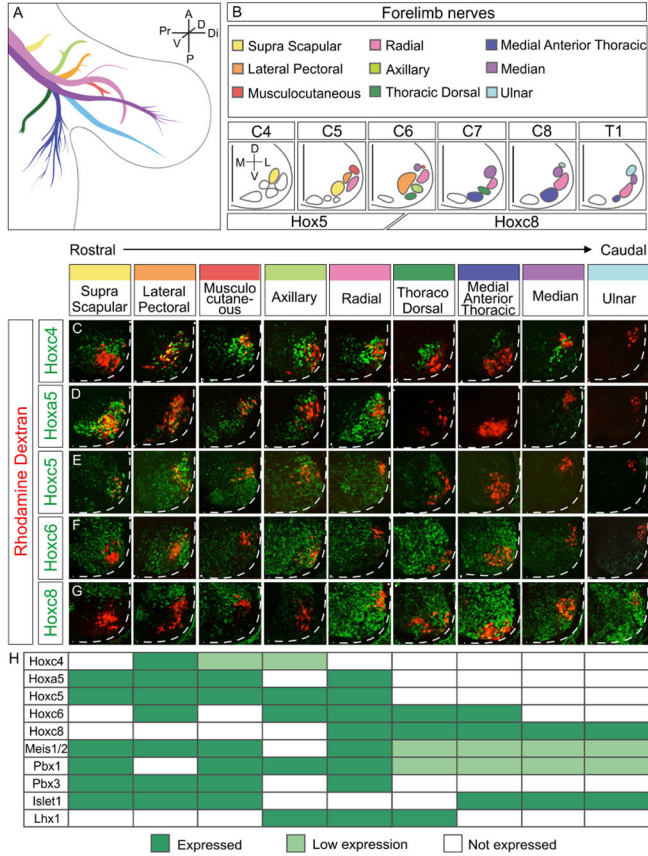 A
A
D
Pr
Di
V
P
B
Forelimb nerves
Supra Scapular
Radial
Medial Anterior Thoracic
Lateral Pectoral
Axillary
Median
Musculocutaneous
Thoracic Dorsal
Ulnar
C4
C5
C6
C7
C8
T1
D
M
L
V
Hox5
Hoxc8
Rostral
Caudal
Supra
Scapular
Lateral
Pectoral
Musculo
cutane-
ous
Axillary
Radial
Thoraco
Dorsal
Medial
Anterior
Thoracic
Median
Ulnar
Rhodamine Dextran
Hoxc4
C
Hoxa5
D
Hoxc5
E
Hoxc6
F
Hoxc8
G
H
Hoxc4
Hoxa5
Hoxc5
Hoxc6
Hoxc8
Meis1/2
Pbx1
Pbx3
Islet1
Lhx1
Expressed
Low expression
Not expressed